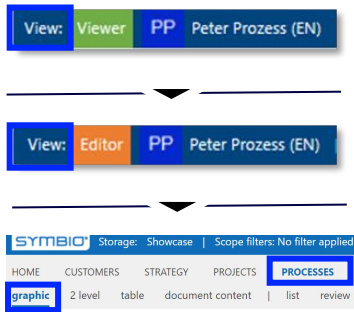 View: Viewer PP Peter Prozess (EN)
View: Editor PP Peter Prozess (EN)
SYMBIO Storage: Showcase | Scope filters: No filter applied
HOME CUSTOMERS STRATEGY PROJECTS PROCESSES
graphic 2 level table document content | list review